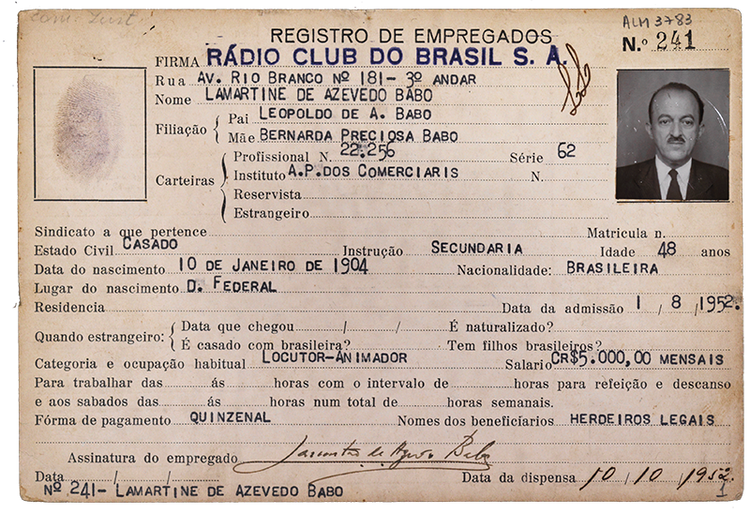 ALM 3783
REGISTRO DE EMPREGADOS
N.º 241
FIRMA RÁDIO CLUB DO BRASIL S. A.
Rua AV. RIO BRANCO Nº 181 - 3º ANDAR
Nome LAMARTINE DE AZEVEDO BABO
Filiação { Pai LEOPOLDO DE A. BABO
Mãe BERNARDA PRECIOSA BABO
Carteiras { Profissional N. 22.256 Série 62
Instituto A.P. DOS COMERCIARIS N.
Reservista
Estrangeiro
Sindicato a que pertence Matricula n.
Estado Civil CASADO Instrução SECUNDARIA Idade 48 anos
Data do nascimento 10 DE JANEIRO DE 1904 Nacionalidade: BRASILEIRA
Lugar do nascimento D. FEDERAL
Residencia Data da admissão 1 / 8 / 1952.
Quando estrangeiro: { Data que chegou / / É naturalizado?
É casado com brasileira? Tem filhos brasileiros?
Categoria e ocupação habitual LOCUTOR-ANIMADOR Salario CR$5.000,00 MENSAIS
Para trabalhar das ás horas com o intervalo de horas para refeição e descanso
e aos sabados das ás horas num total de horas semanais.
Fórma de pagamento QUINZENAL Nomes dos beneficiários HERDEIROS LEGAIS
Assinatura do empregado Lamartine de Azevedo Babo
Data / / Data da dispensa 10 / 10 / 1952
Nº 241- LAMARTINE DE AZEVEDO BABO 1